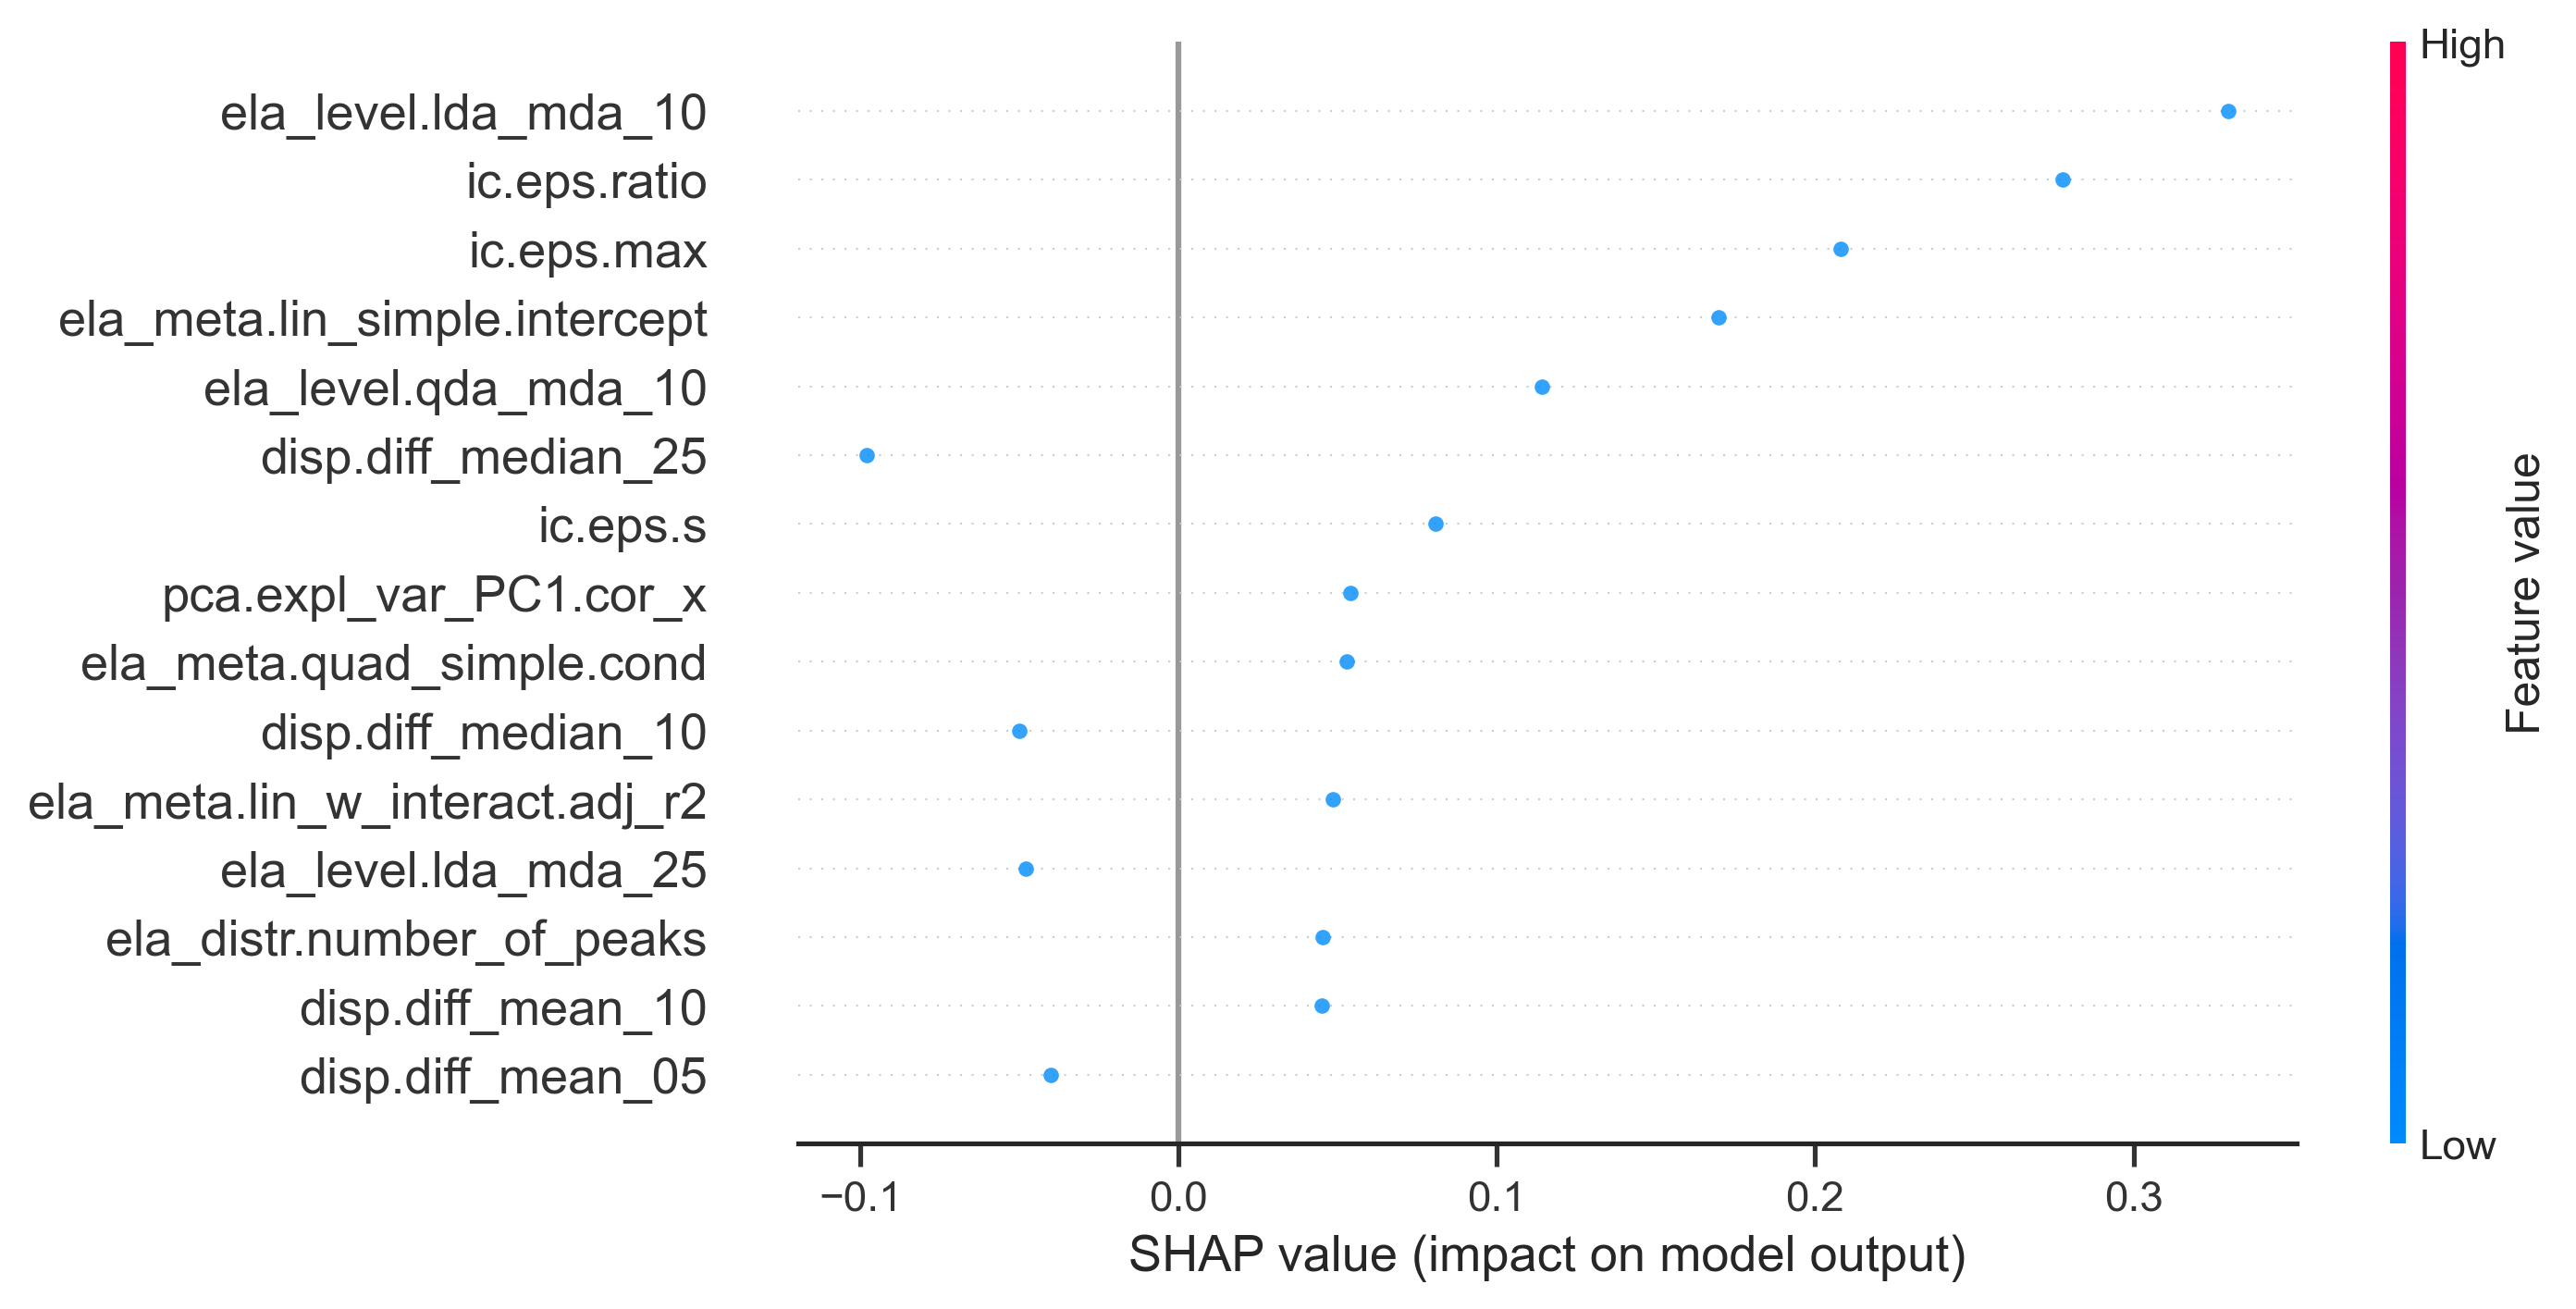 High
ela_level.lda_mda_10
ic.eps.ratio
ic.eps.max
ela_meta.lin_simple.intercept
ela_level.qda_mda_10
disp.diff_median_25
ic.eps.s
pca.expl_var_PC1.cor_x
ela_meta.quad_simple.cond
disp.diff_median_10
ela_meta.lin_w_interact.adj_r2
ela_level.lda_mda_25
ela_distr.number_of_peaks
disp.diff_mean_10
disp.diff_mean_05
Feature value
Low
−0.1 0.0 0.1 0.2 0.3
SHAP value (impact on model output)